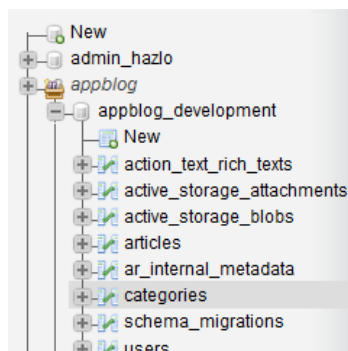 New
admin_hazlo
appblog
appblog_development
New
action_text_rich_texts
active_storage_attachments
active_storage_blobs
articles
ar_internal_metadata
categories
schema_migrations
users